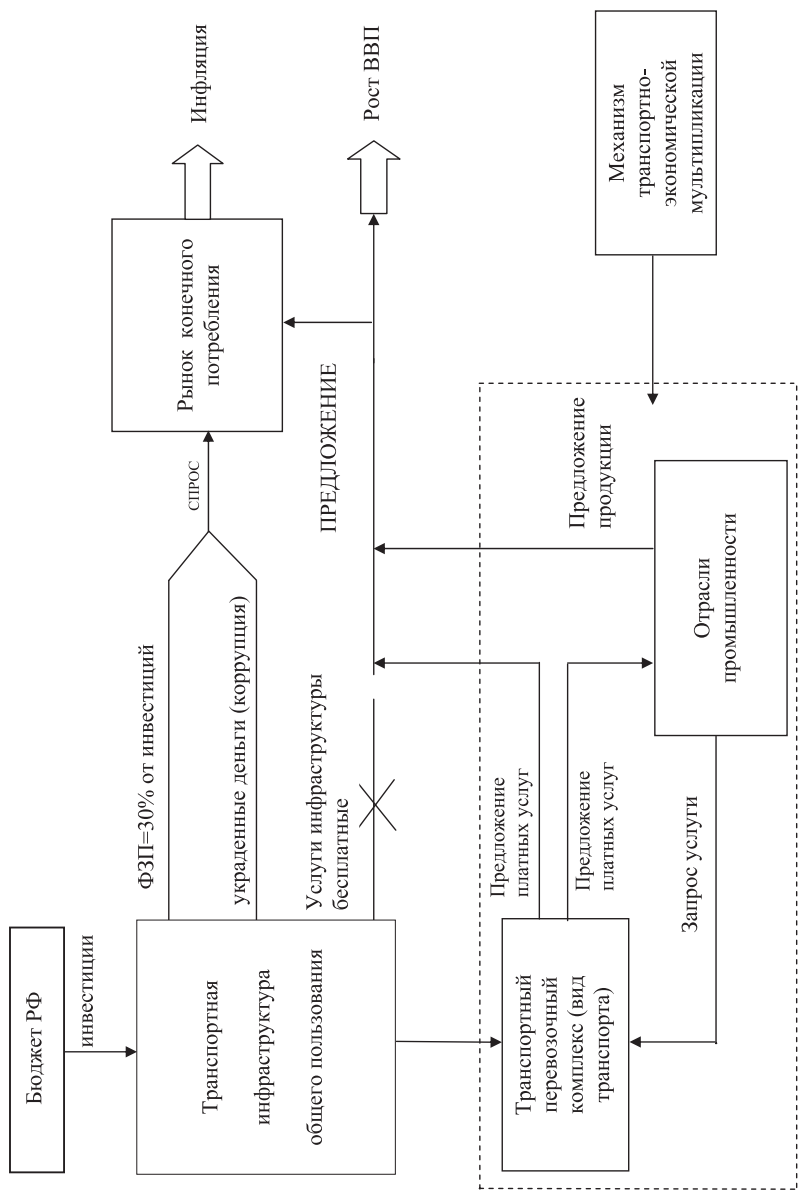 Бюджет РФ
инвестиции
Транспортная
инфраструктура
общего пользования
ФЗП=30% от инвестиций
украденные деньги (коррупция)
Услуги инфраструктуры
бесплатные
СПРОС
Рынок конечного
потребления
Инфляция
ПРЕДЛОЖЕНИЕ
Рост ВВП
Транспортный
перевозочный
комплекс (вид
транспорта)
Предложение
платных услуг
Предложение
платных услуг
Запрос услуги
Отрасли
промышленности
Предложение
продукции
Механизм
транспортно-
экономической
мультипликации